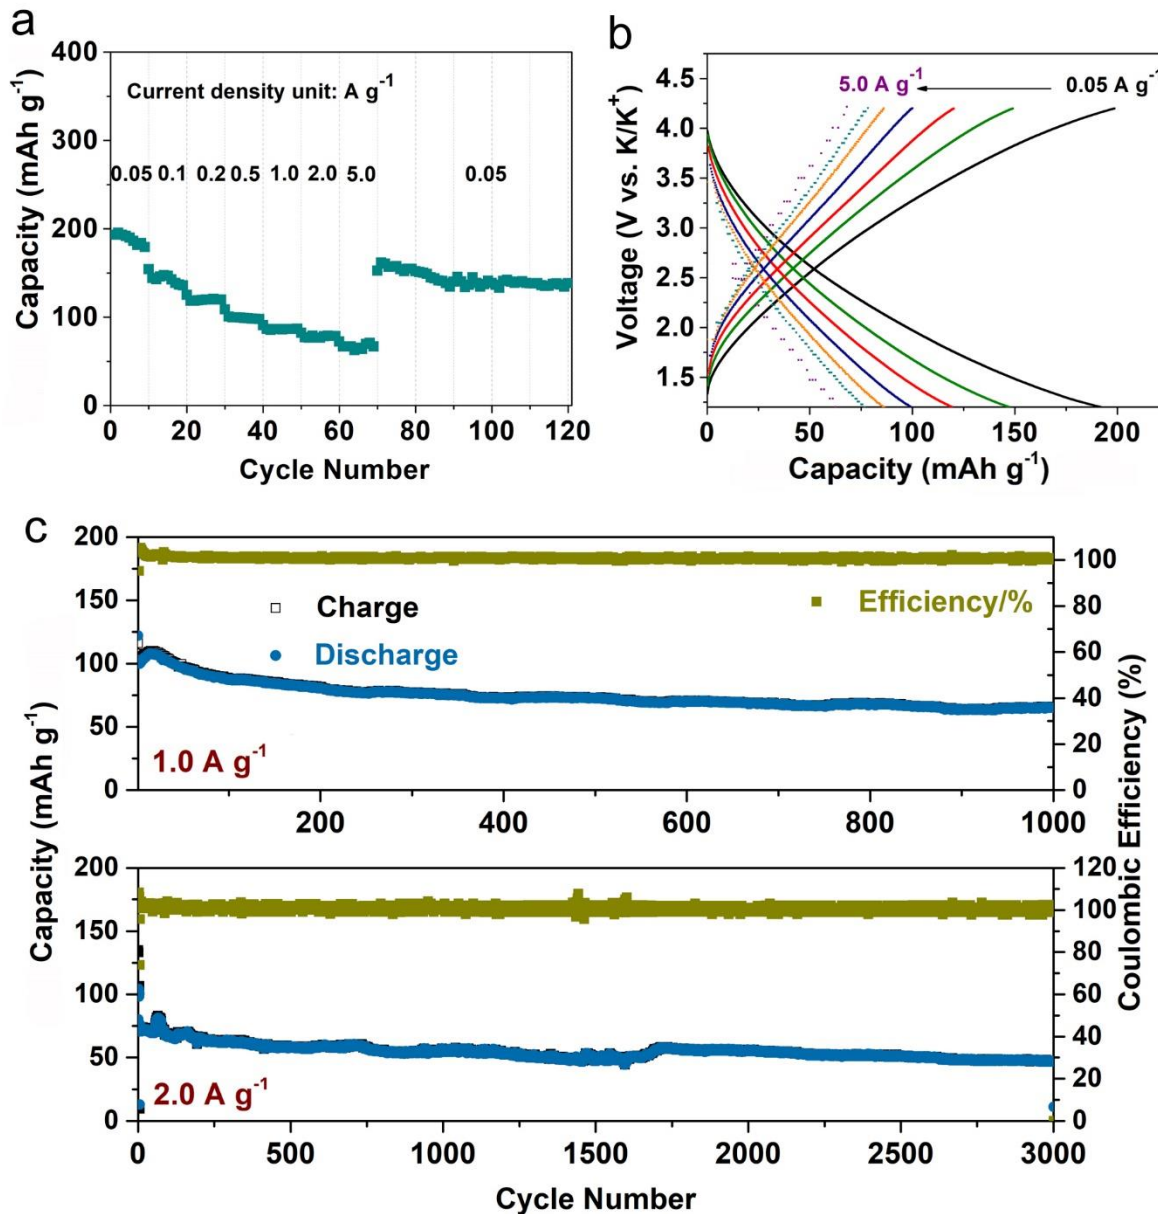 a
400
300
200
100
0
Capacity (mAh g⁻¹)
Current density unit: A g⁻¹
0.05 0.1 0.2 0.5 1.0 2.0 5.0 0.05
0 20 40 60 80 100 120
Cycle Number
b
4.5
4.0
3.5
3.0
2.5
2.0
1.5
Voltage (V vs. K/K⁺)
5.0 A g⁻¹
0.05 A g⁻¹
0 50 100 150 200
Capacity (mAh g⁻¹)
c
200
150
100
50
0
Charge
Discharge
Efficiency/%
1.0 A g⁻¹
100
80
60
40
20
0
200 400 600 800 1000
Capacity (mAh g⁻¹)
Coulombic Efficiency (%)
200
150
100
50
0
2.0 A g⁻¹
120
100
80
60
40
20
0
0 500 1000 1500 2000 2500 3000
Cycle Number